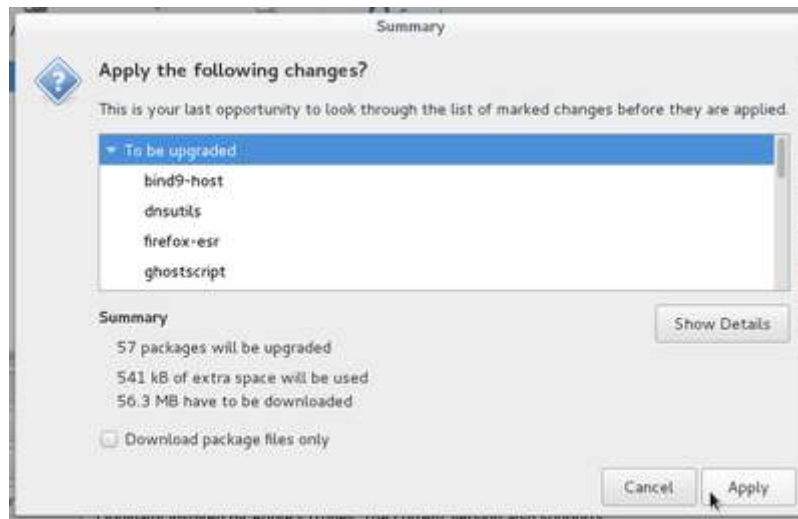 Summary
Apply the following changes?
This is your last opportunity to look through the list of marked changes before they are applied.
To be upgraded
bind9-host
dnsutils
firefox-esr
ghostscript
Summary
Show Details
57 packages will be upgraded
541 kB of extra space will be used
56.3 MB have to be downloaded
Download package files only
Cancel
Apply